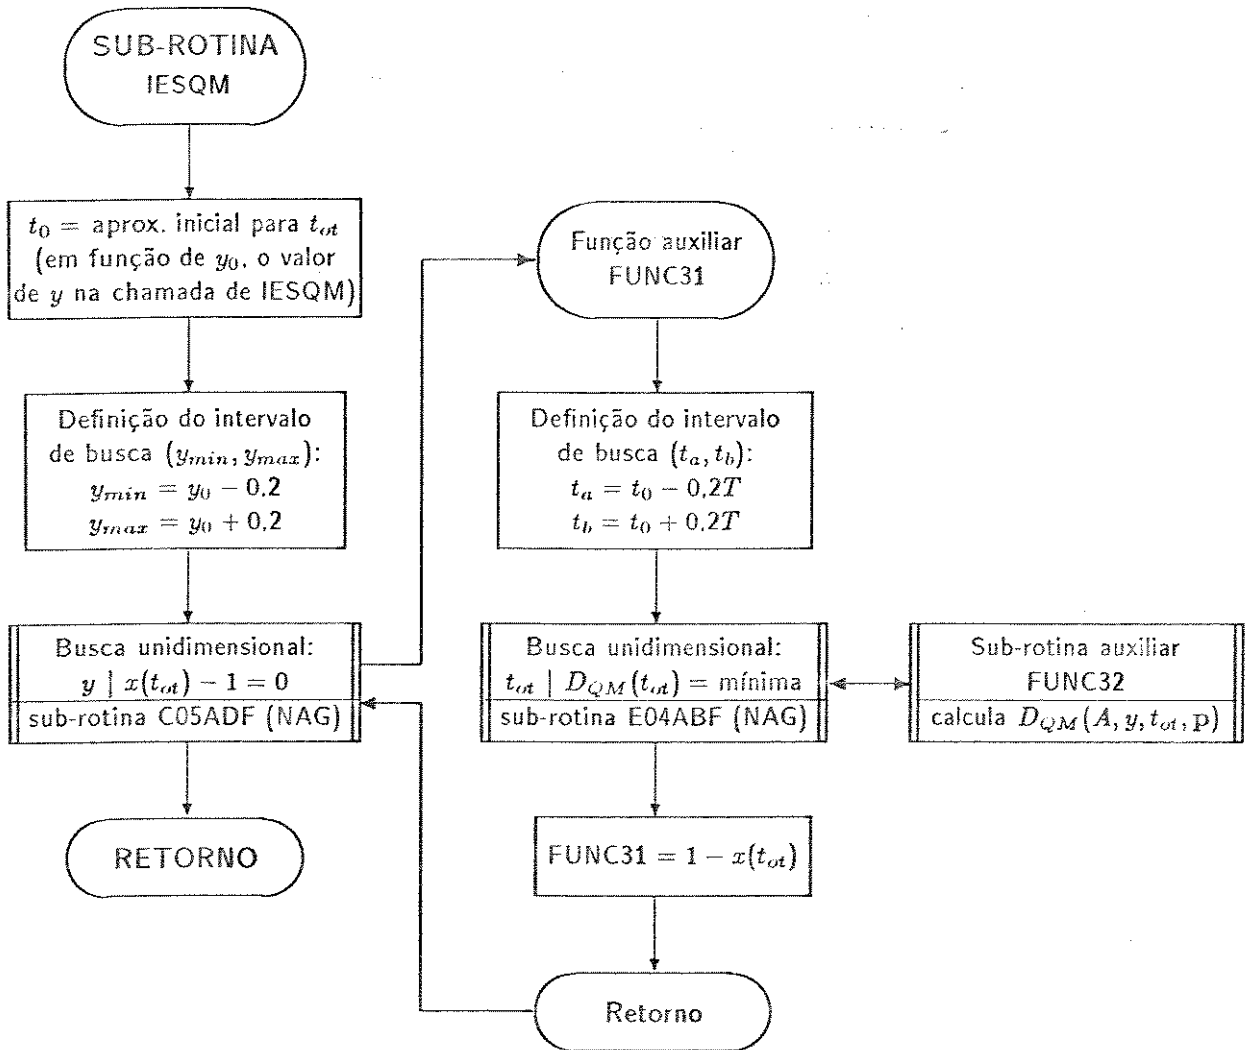 SUB-ROTINA
IESQM
t₀ = aprox. inicial para t_ot
(em função de y₀, o valor
de y na chamada de IESQM)
Definição do intervalo
de busca (y_min, y_max):
y_min = y₀ − 0.2
y_max = y₀ + 0.2
Busca unidimensional:
y | x(t_ot) − 1 = 0
sub-rotina C05ADF (NAG)
RETORNO
Função auxiliar
FUNC31
Definição do intervalo
de busca (t_a, t_b):
t_a = t₀ − 0,2T
t_b = t₀ + 0,2T
Busca unidimensional:
t_ot | D_QM(t_ot) = mínima
sub-rotina E04ABF (NAG)
Sub-rotina auxiliar
FUNC32
calcula D_QM(A, y, t_ot, p)
FUNC31 = 1 − x(t_ot)
Retorno